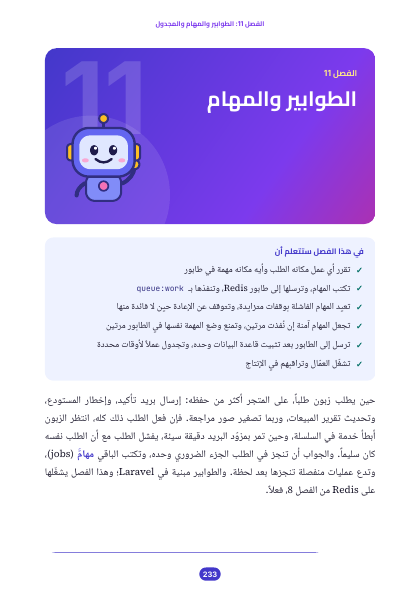 الفصل 11: الطوابير والمهام والمجدول
11
الفصل 11
الطوابير والمهام
في هذا الفصل ستتعلم أن
✓ تقرر أي عمل مكانه الطلب وأيه مكانه مهمة في طابور
✓ تكتب المهام، وترسلها إلى طابور Redis، وتنفذها بـ queue:work
✓ تعيد المهام الفاشلة بوقفات متزايدة، وتتوقف عن الإعادة حين لا فائدة منها
✓ تجعل المهام آمنة إن نُفذت مرتين، وتمنع وضع المهمة نفسها في الطابور مرتين
✓ ترسل إلى الطابور بعد تثبيت قاعدة البيانات وحده، وتجدول عملاً لأوقات محددة
✓ تشغّل العمّال وتراقبهم في الإنتاج
حين يطلب زبون طلباً، على المتجر أكثر من حفظه: إرسال بريد تأكيد، وإخطار المستودع،
وتحديث تقرير المبيعات، وربما تصغير صور مراجعة. فإن فعل الطلب ذلك كله، انتظر الزبون
أبطأ خدمة في السلسلة، وحين تمر بمزوّد البريد دقيقة سيئة، يفشل الطلب مع أن الطلب نفسه
كان سليماً. والجواب أن تنجز في الطلب الجزء الضروري وحده، وتكتب الباقي مهامَّ (jobs)،
وتدع عمليات منفصلة تنجزها بعد لحظة. والطوابير مبنية في Laravel؛ وهذا الفصل يشغّلها
على Redis من الفصل 8، فعلاً.
233